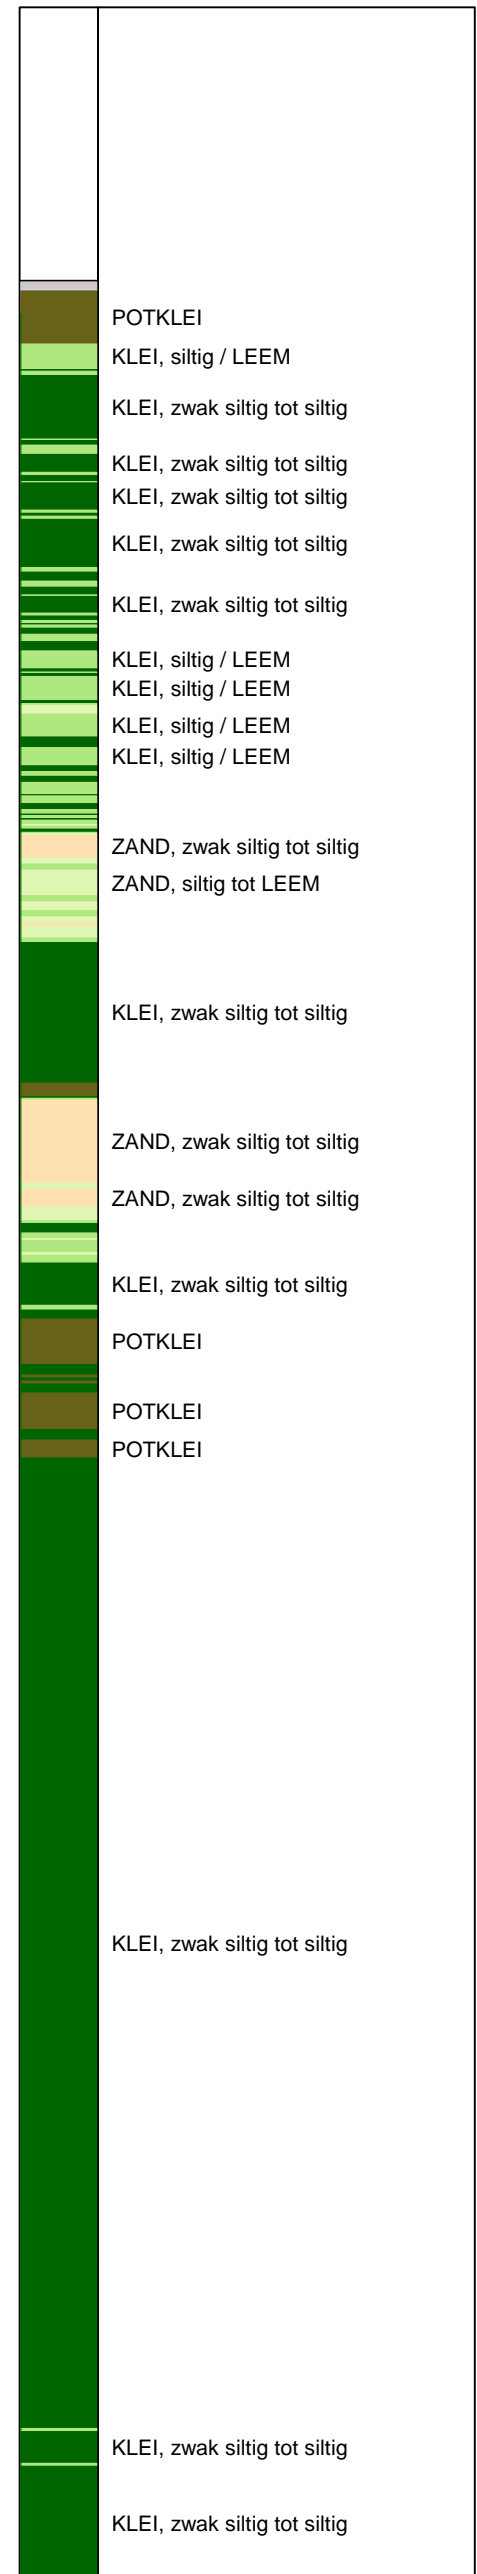 POTKLEI
KLEI, siltig / LEEM
KLEI, zwak siltig tot siltig
KLEI, zwak siltig tot siltig
KLEI, zwak siltig tot siltig
KLEI, zwak siltig tot siltig
KLEI, zwak siltig tot siltig
KLEI, siltig / LEEM
KLEI, siltig / LEEM
KLEI, siltig / LEEM
KLEI, siltig / LEEM
ZAND, zwak siltig tot siltig
ZAND, siltig tot LEEM
KLEI, zwak siltig tot siltig
ZAND, zwak siltig tot siltig
ZAND, zwak siltig tot siltig
KLEI, zwak siltig tot siltig
POTKLEI
POTKLEI
POTKLEI
KLEI, zwak siltig tot siltig
KLEI, zwak siltig tot siltig
KLEI, zwak siltig tot siltig